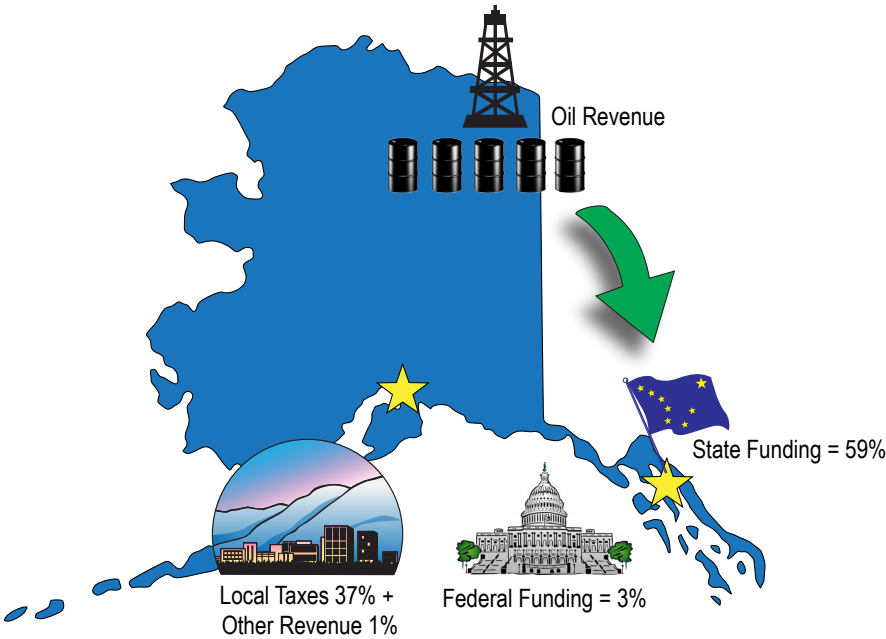 Oil Revenue
State Funding = 59%
Local Taxes 37% +
Other Revenue 1%
Federal Funding = 3%